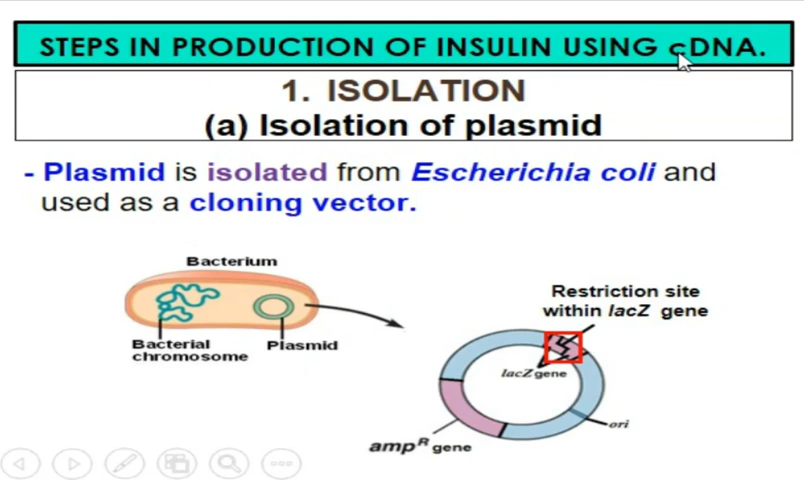 STEPS IN PRODUCTION OF INSULIN USING cDNA.
1. ISOLATION
(a) Isolation of plasmid
- Plasmid is isolated from Escherichia coli and
used as a cloning vector.
Bacterium
Bacterial
chromosome
Plasmid
Restriction site
within lacZ gene
lacZ gene
ori
ampR gene